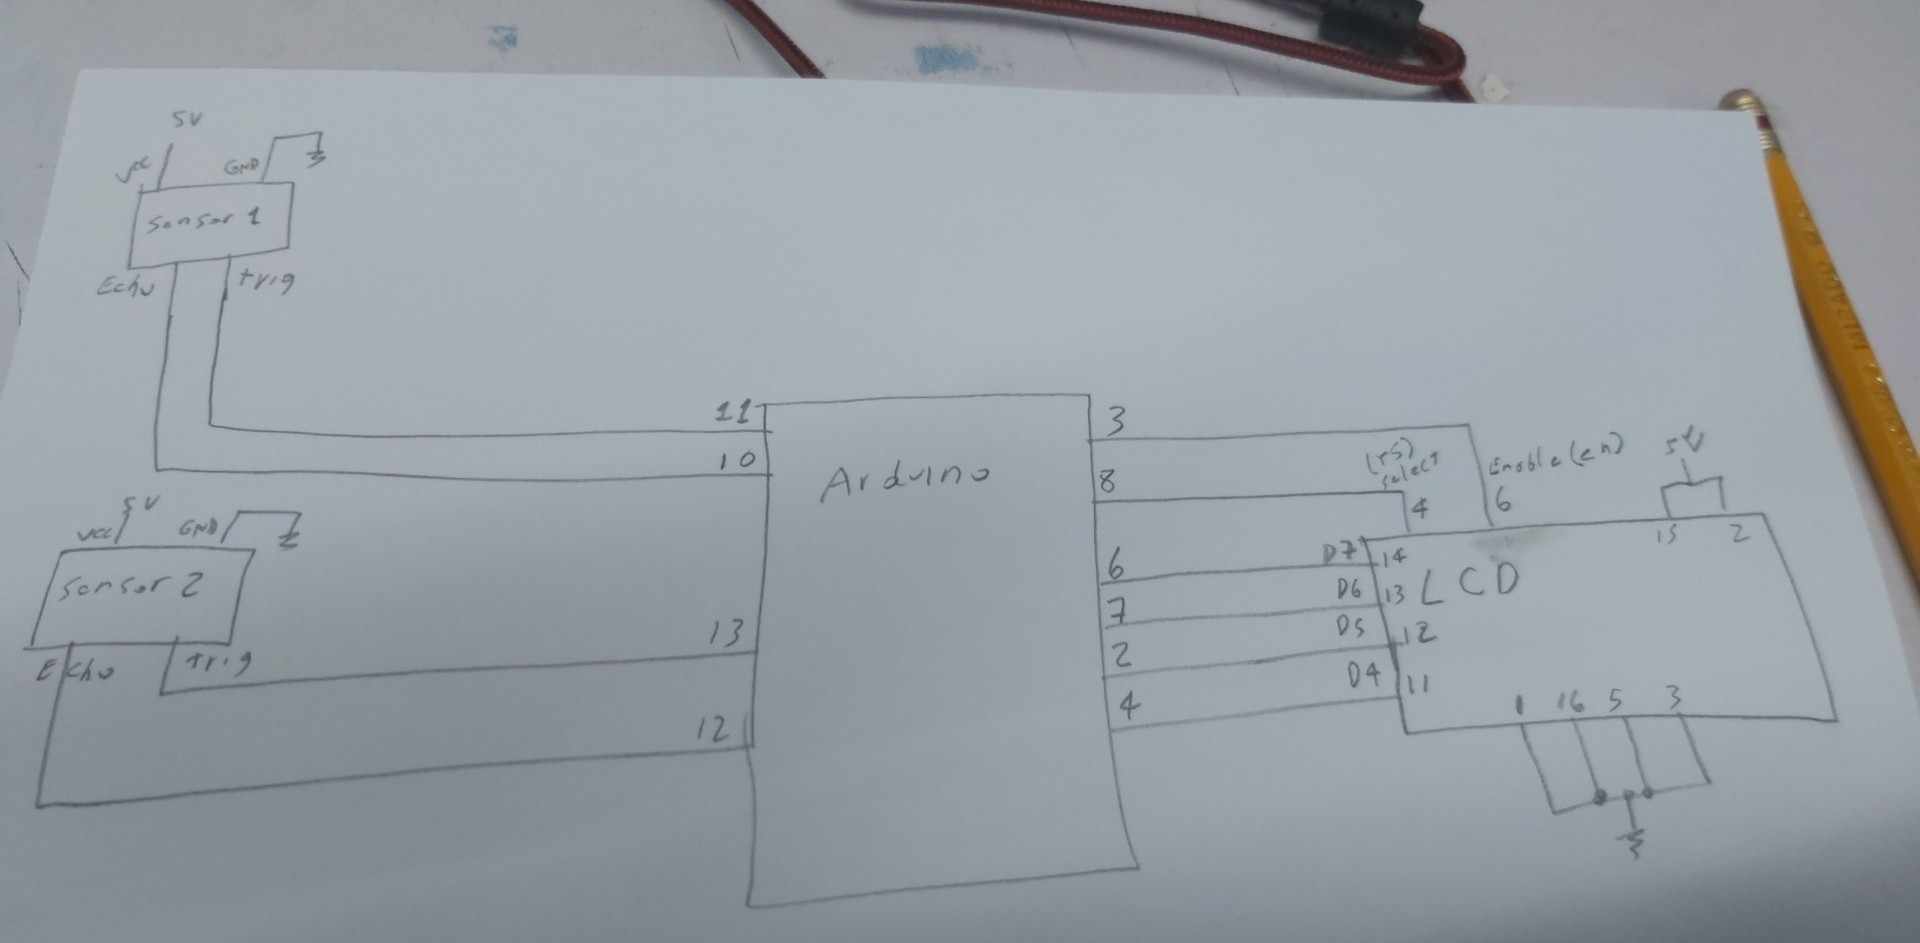 5V
Vcc GND
Sensor 1
Echo trig
11
10
Arduino
3
8
(rs)
select
4
Enable (en)
6
5V
15 2
5V
Vcc GND
Sensor 2
Echo trig
13
12
6 D7 14
LCD
7 D6 13
2 D5 12
4 D4 11
1 16 5 3